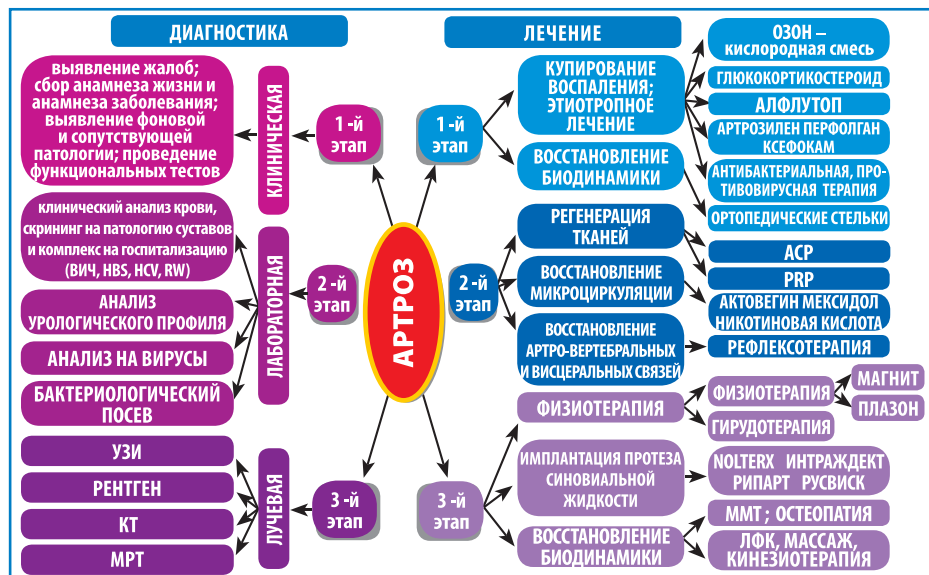 ДИАГНОСТИКА
ЛЕЧЕНИЕ
выявление жалоб;
сбор анамнеза жизни и
анамнеза заболевания;
выявление фоновой
и сопутствующей
патологии; проведение
функциональных тестов
КЛИНИЧЕСКАЯ
1-й
этап
клинический анализ крови,
скрининг на патологию суставов
и комплекс на госпитализацию
(ВИЧ, HBS, HCV, RW)
АНАЛИЗ
УРОЛОГИЧЕСКОГО ПРОФИЛЯ
АНАЛИЗ НА ВИРУСЫ
БАКТЕРИОЛОГИЧЕСКИЙ
ПОСЕВ
ЛАБОРАТОРНАЯ
2-й
этап
УЗИ
РЕНТГЕН
КТ
МРТ
ЛУЧЕВАЯ
3-й
этап
АРТРОЗ
1-й
этап
КУПИРОВАНИЕ
ВОСПАЛЕНИЯ;
ЭТИОТРОПНОЕ
ЛЕЧЕНИЕ
ВОССТАНОВЛЕНИЕ
БИОДИНАМИКИ
ОЗОН –
кислородная смесь
ГЛЮКОКОРТИКОСТЕРОИД
АЛФЛУТОП
АРТРОЗИЛЕН ПЕРФОЛГАН
КСЕФОКАМ
АНТИБАКТЕРИАЛЬНАЯ, ПРО-
ТИВОВИРУСНАЯ ТЕРАПИЯ
ОРТОПЕДИЧЕСКИЕ СТЕЛЬКИ
2-й
этап
РЕГЕНЕРАЦИЯ
ТКАНЕЙ
ВОССТАНОВЛЕНИЕ
МИКРОЦИРКУЛЯЦИИ
ВОССТАНОВЛЕНИЕ
АРТРО-ВЕРТЕБРАЛЬНЫХ
И ВИСЦЕРАЛЬНЫХ СВЯЗЕЙ
ACP
PRP
АКТОВЕГИН МЕКСИДОЛ
НИКОТИНОВАЯ КИСЛОТА
РЕФЛЕКСОТЕРАПИЯ
3-й
этап
ФИЗИОТЕРАПИЯ
ИМПЛАНТАЦИЯ ПРОТЕЗА
СИНОВИАЛЬНОЙ
ЖИДКОСТИ
ВОССТАНОВЛЕНИЕ
БИОДИНАМИКИ
ФИЗИОТЕРАПИЯ
МАГНИТ
ПЛАЗОН
ГИРУДОТЕРАПИЯ
NOLTERX ИНТРАЖДЕКТ
РИПАРТ РУСВИСК
ММТ ; ОСТЕОПАТИЯ
ЛФК, МАССАЖ,
КИНЕЗИОТЕРАПИЯ